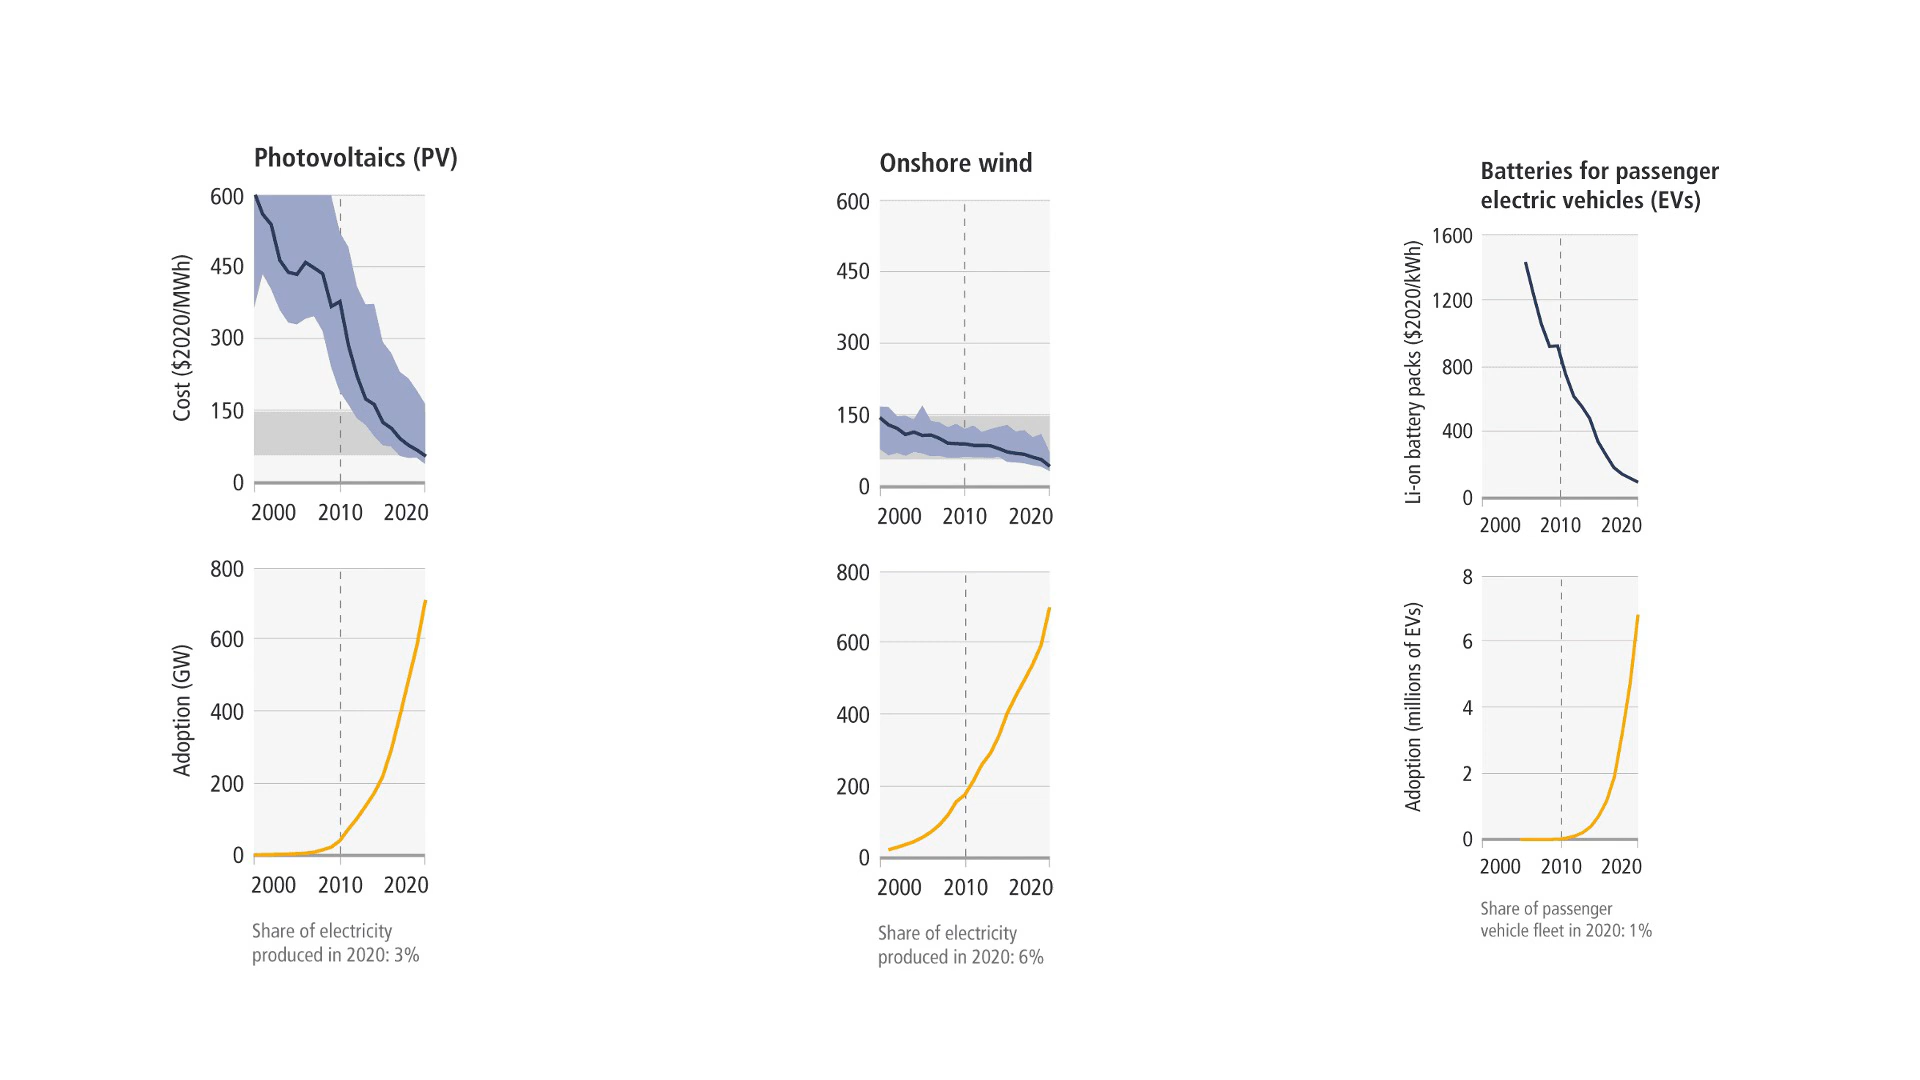 Photovoltaics (PV)
Cost ($2020/MWh)
600
450
300
150
0
2000 2010 2020
Adoption (GW)
800
600
400
200
0
2000 2010 2020
Share of electricity
produced in 2020: 3%
Onshore wind
600
450
300
150
0
2000 2010 2020
800
600
400
200
0
2000 2010 2020
Share of electricity
produced in 2020: 6%
Batteries for passenger
electric vehicles (EVs)
Li-on battery packs ($2020/kWh)
1600
1200
800
400
0
2000 2010 2020
Adoption (millions of EVs)
8
6
4
2
0
2000 2010 2020
Share of passenger
vehicle fleet in 2020: 1%